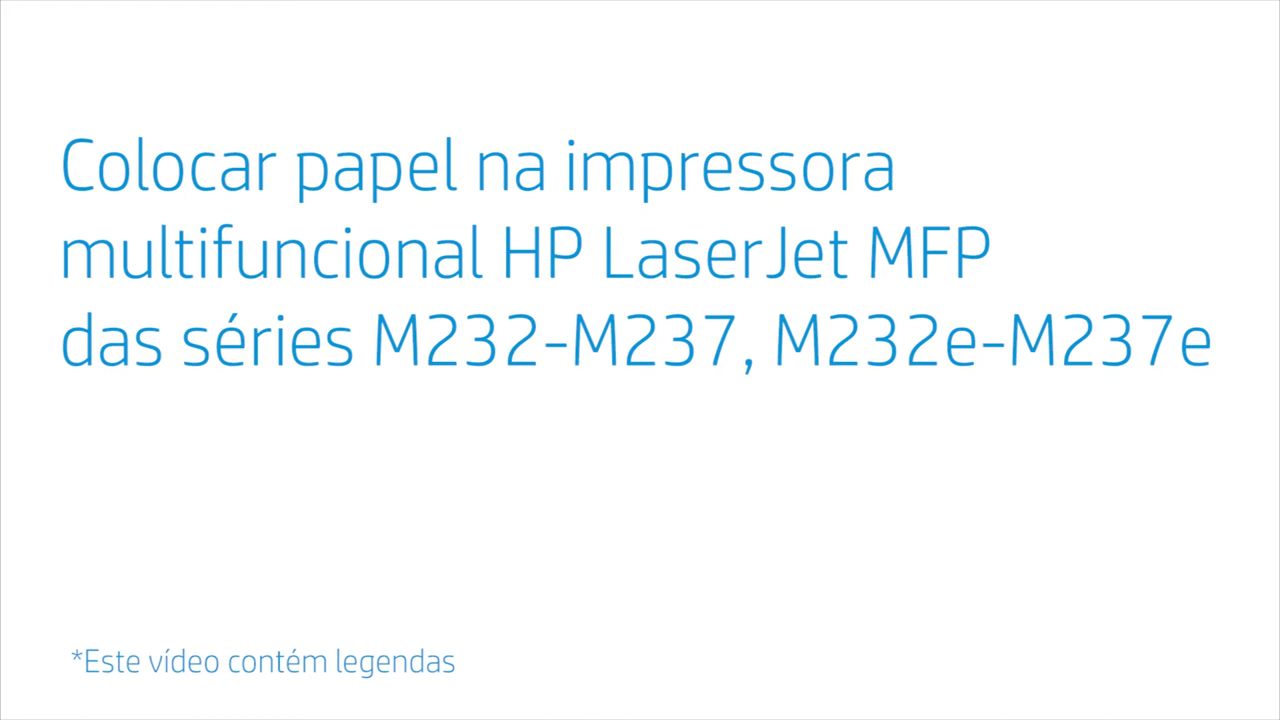 Colocar papel na impressora
multifuncional HP LaserJet MFP
das séries M232-M237, M232e-M237e
*Este vídeo contém legendas